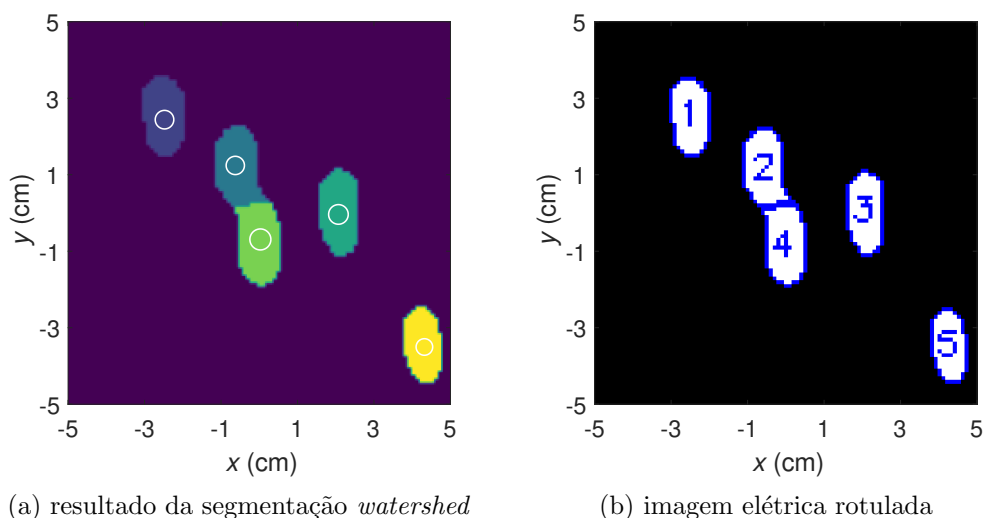 5
3
1
-1
-3
-5
y (cm)
-5 -3 -1 1 3 5
x (cm)
(a) resultado da segmentação watershed
5
3
1
-1
-3
-5
y (cm)
1
2
3
4
5
-5 -3 -1 1 3 5
x (cm)
(b) imagem elétrica rotulada